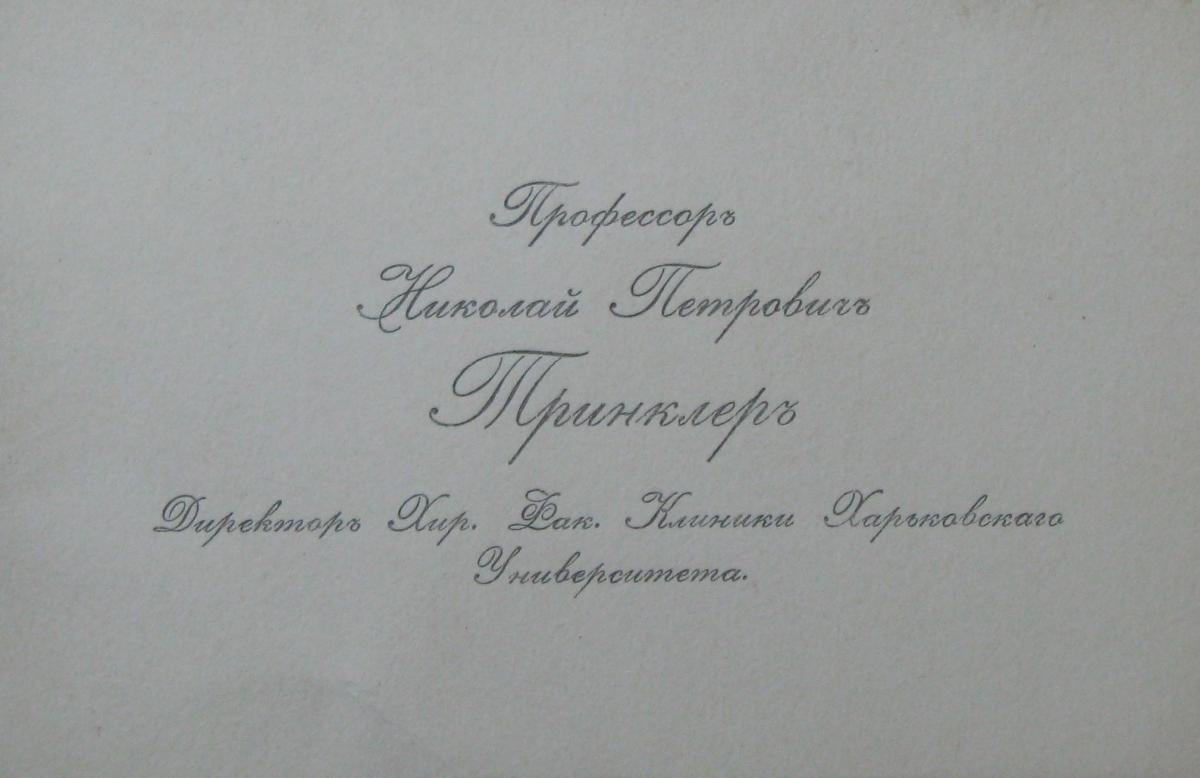 Профессоръ
Николай Петровичъ
Тринклеръ
Директоръ Хир. Фак. Клиники Харьковскаго
Университета.